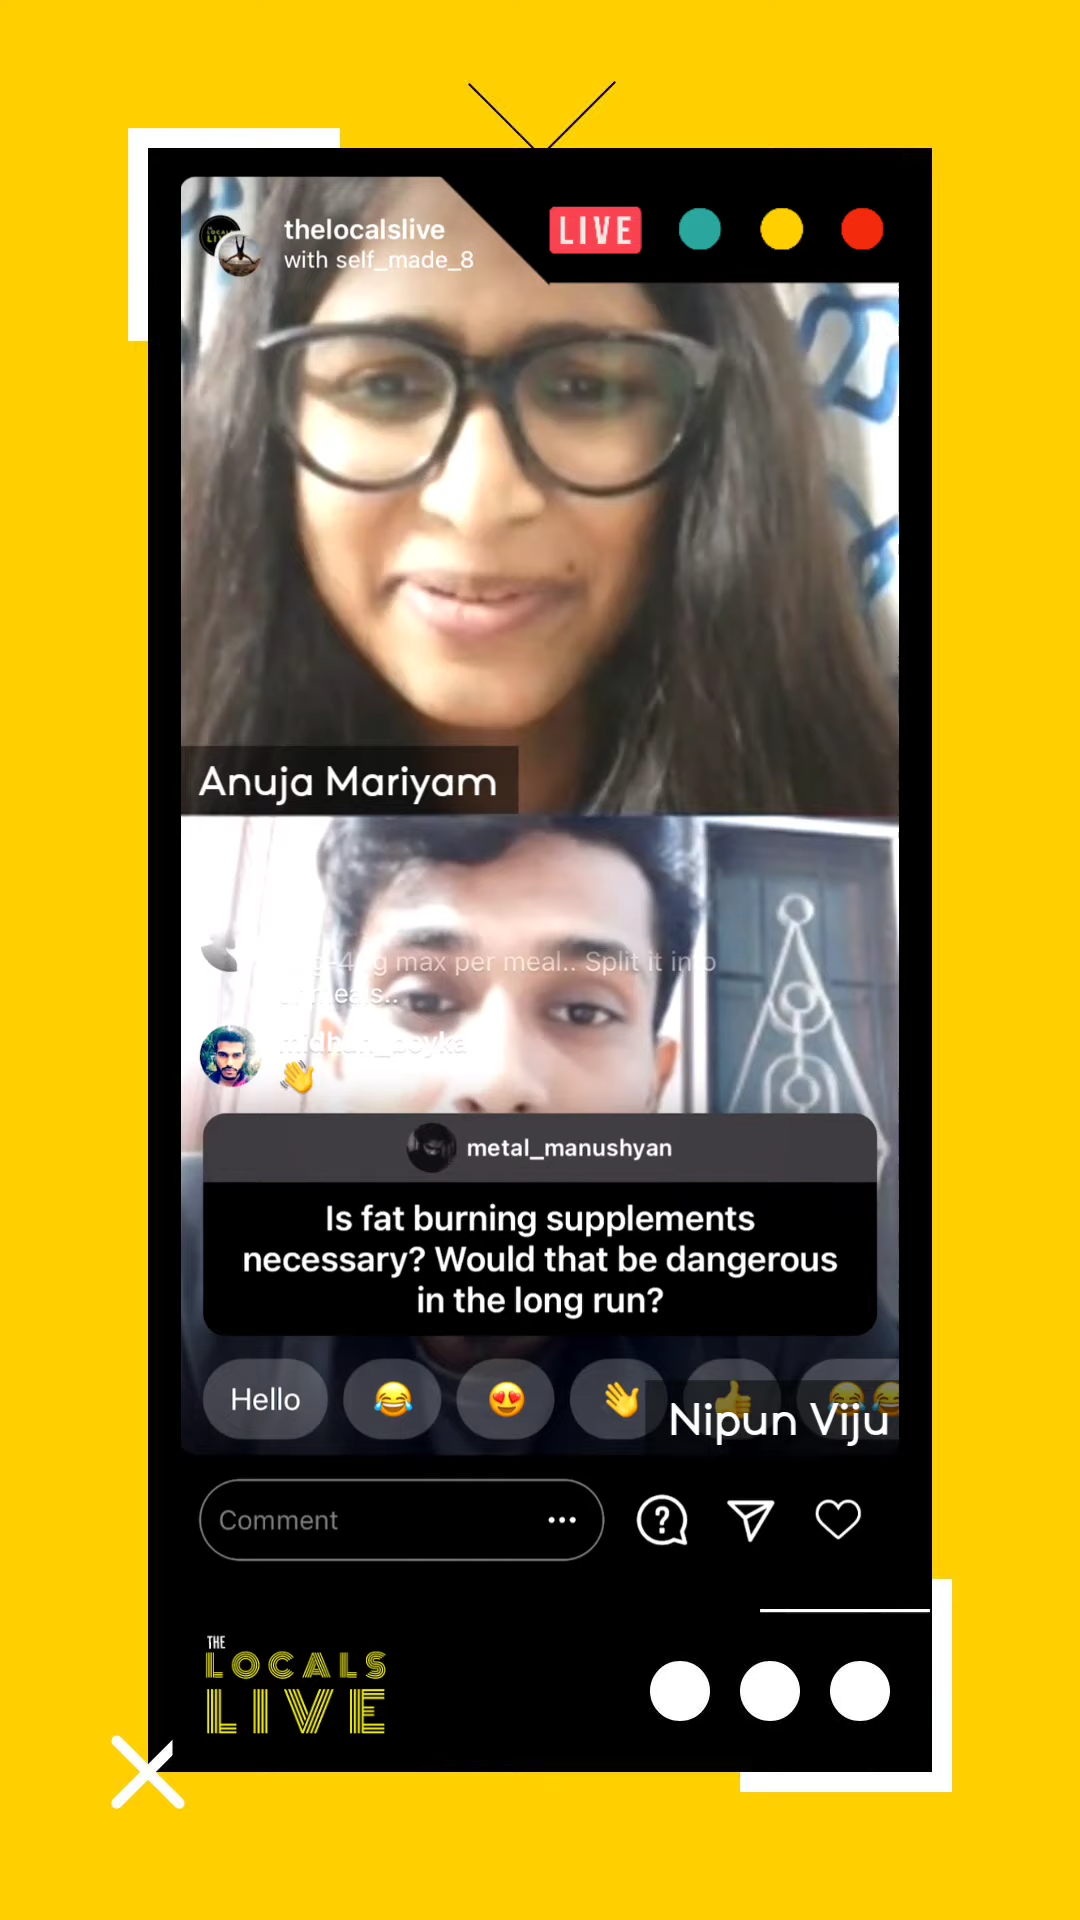 thelocalslive
with self_made_8
LIVE
Anuja Mariyam
max per meal.. Split it into
metal_manushyan
Is fat burning supplements
necessary? Would that be dangerous
in the long run?
Hello
Nipun Viju
Comment
THE
LOCALS
LIVE